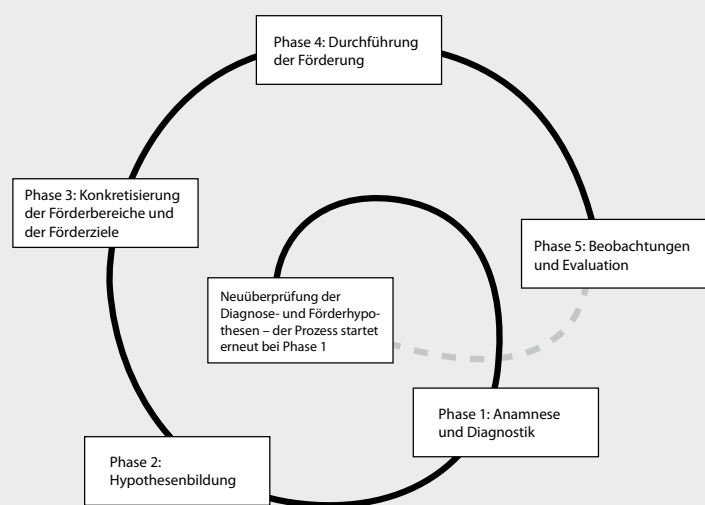 Phase 4: Durchführung
der Förderung
Phase 3: Konkretisierung
der Förderbereiche und
der Förderziele
Phase 5: Beobachtungen
und Evaluation
Neuüberprüfung der
Diagnose- und Förderhypo-
thesen – der Prozess startet
erneut bei Phase 1
Phase 1: Anamnese
und Diagnostik
Phase 2:
Hypothesenbildung